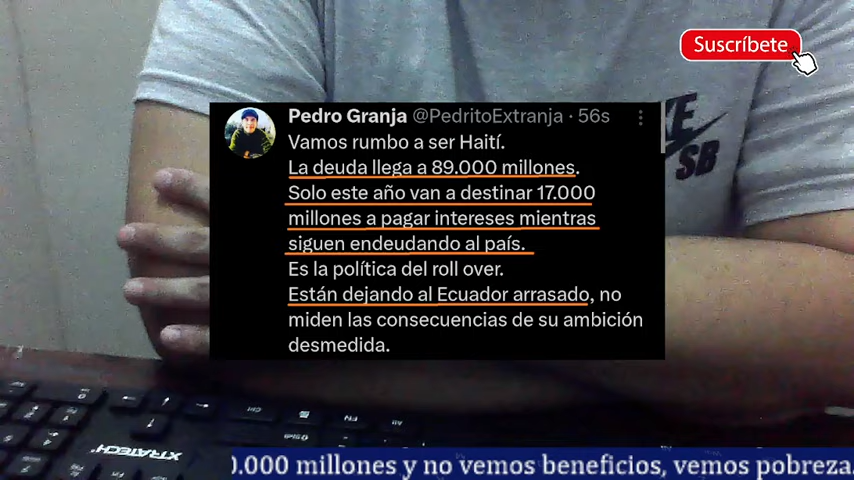 Suscríbete
Pedro Granja @PedritoExtranja · 56s
Vamos rumbo a ser Haití.
La deuda llega a 89.000 millones.
Solo este año van a destinar 17.000
millones a pagar intereses mientras
siguen endeudando al país.
Es la política del roll over.
Están dejando al Ecuador arrasado, no
miden las consecuencias de su ambición
desmedida.
KE
SB
XTRATECH
0.000 millones y no vemos beneficios, vemos pobreza.